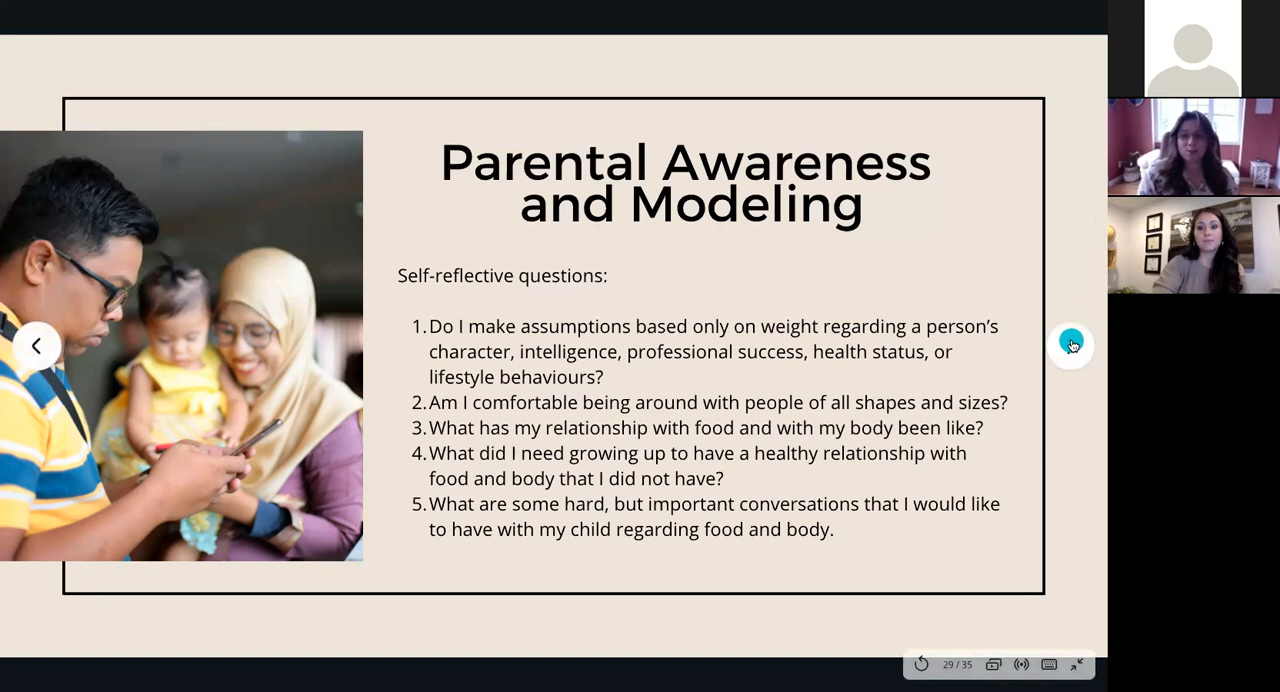 Parental Awareness
and Modeling
Self-reflective questions:
1. Do I make assumptions based only on weight regarding a person’s
character, intelligence, professional success, health status, or
lifestyle behaviours?
2. Am I comfortable being around with people of all shapes and sizes?
3. What has my relationship with food and with my body been like?
4. What did I need growing up to have a healthy relationship with
food and body that I did not have?
5. What are some hard, but important conversations that I would like
to have with my child regarding food and body.
29 / 35